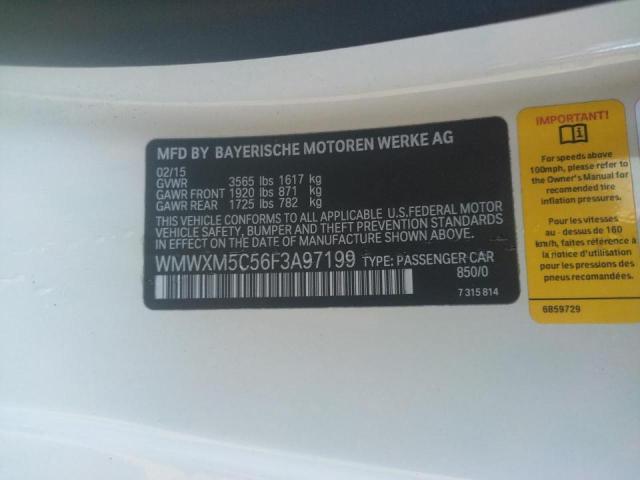 MFD BY BAYERISCHE MOTOREN WERKE AG
02/15
GVWR 3565 lbs 1617 kg
GAWR FRONT 1920 lbs 871 kg
GAWR REAR 1725 lbs 782 kg
THIS VEHICLE CONFORMS TO ALL APPLICABLE U.S.FEDERAL MOTOR
VEHICLE SAFETY, BUMPER AND THEFT PREVENTION STANDARDS
IN EFFECT ON THE DATE OF MANUFACTURE SHOWN ABOVE.
WMWXM5C56F3A97199 TYPE: PASSENGER CAR
850/0
7 315 814
IMPORTANT!
For speeds above
100mph, please refer to
the Owner's Manual for
recomended tire
inflation pressures.
Pour les vitesses
au - dessus de 160
km/h, faites référence à
la notice d'utilisation
pour les pressions de
pneus recomandées.
6859729